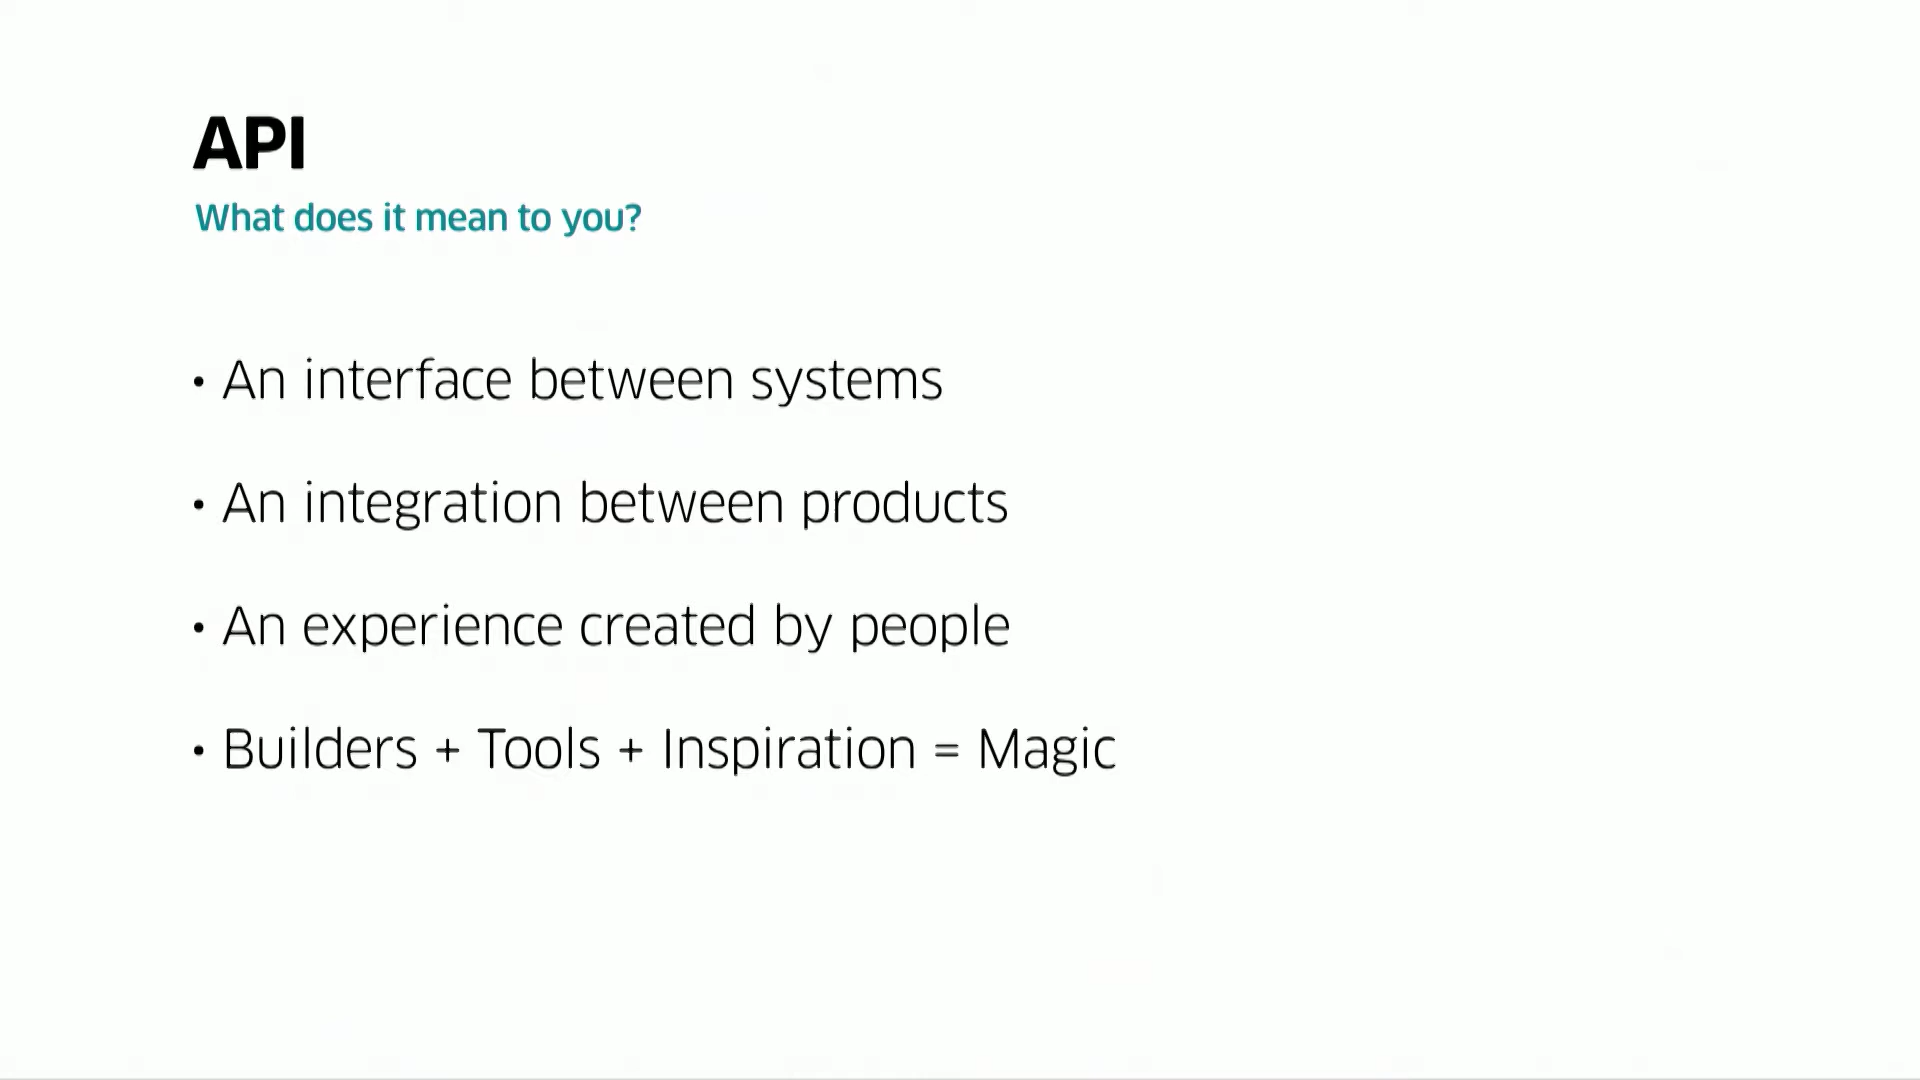 API
What does it mean to you?
• An interface between systems
• An integration between products
• An experience created by people
• Builders + Tools + Inspiration = Magic